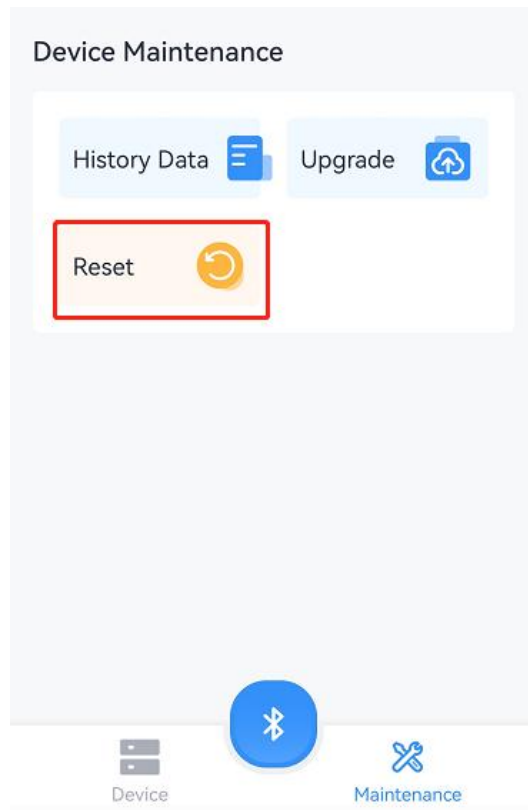 Device Maintenance
History Data
Upgrade
Reset
Device
Maintenance